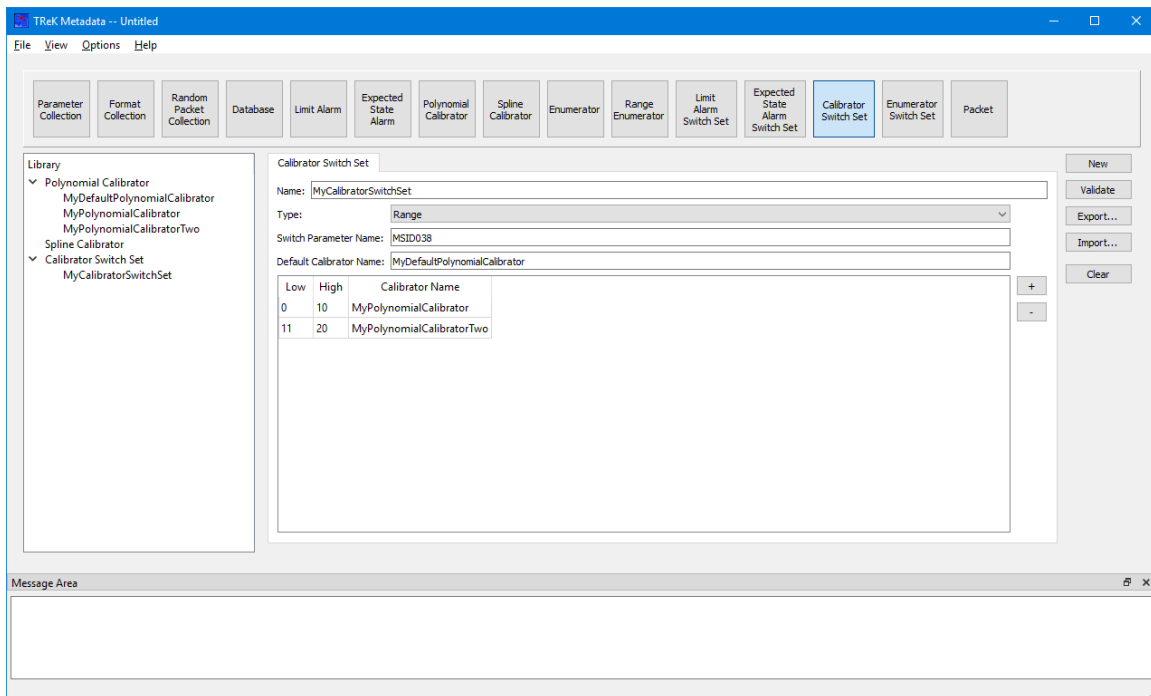 TReK Metadata -- Untitled
File View Options Help
Parameter Collection
Format Collection
Random Packet Collection
Database
Limit Alarm
Expected State Alarm
Polynomial Calibrator
Spline Calibrator
Enumerator
Range Enumerator
Limit Alarm Switch Set
Expected State Alarm Switch Set
Calibrator Switch Set
Enumerator Switch Set
Packet
Library
Polynomial Calibrator
MyDefaultPolynomialCalibrator
MyPolynomialCalibrator
MyPolynomialCalibratorTwo
Spline Calibrator
Calibrator Switch Set
MyCalibratorSwitchSet
Calibrator Switch Set
Name: MyCalibratorSwitchSet
Type: Range
Switch Parameter Name: MSID038
Default Calibrator Name: MyDefaultPolynomialCalibrator
Low High Calibrator Name
0 10 MyPolynomialCalibrator
11 20 MyPolynomialCalibratorTwo
+
-
New
Validate
Export...
Import...
Clear
Message Area